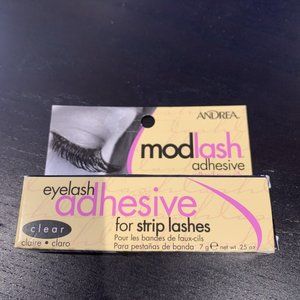 ANDREA
modlash
adhesive
eyelash
adhesive
clear
for strip lashes
claire • claro
Pour les bandes de faux-cils
Para pestañas de banda
7 g ℮ net wt. .25 oz.